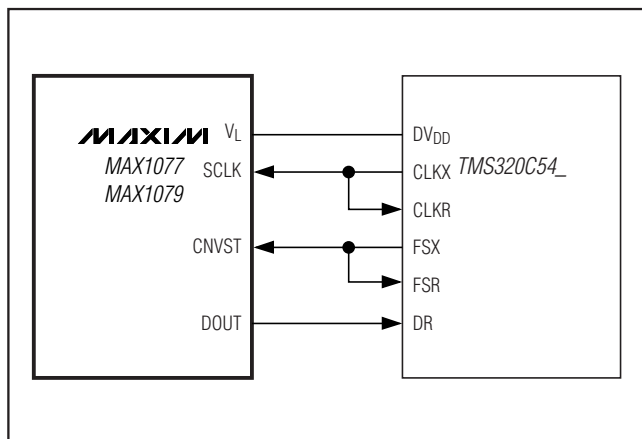 MAXIM
MAX1077
MAX1079
VL
SCLK
CNVST
DOUT
DVDD
CLKX
CLKR
FSX
FSR
DR
TMS320C54_